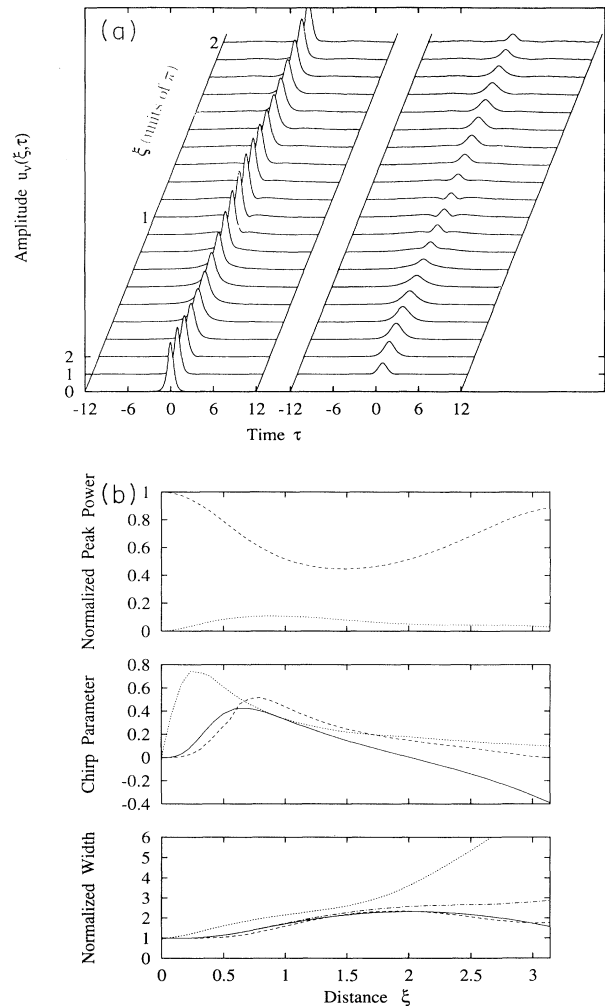 (a)
2
ξ (units of π)
1
Amplitude u_v(ξ,τ)
2
1
0
-12 -6 0 6 12 -12 -6 0 6 12
Time τ
(b)
Normalized Peak Power
1
0.8
0.6
0.4
0.2
0
Chirp Parameter
0.8
0.6
0.4
0.2
0
-0.2
-0.4
Normalized Width
6
5
4
3
2
1
0
0 0.5 1 1.5 2 2.5 3
Distance ξ